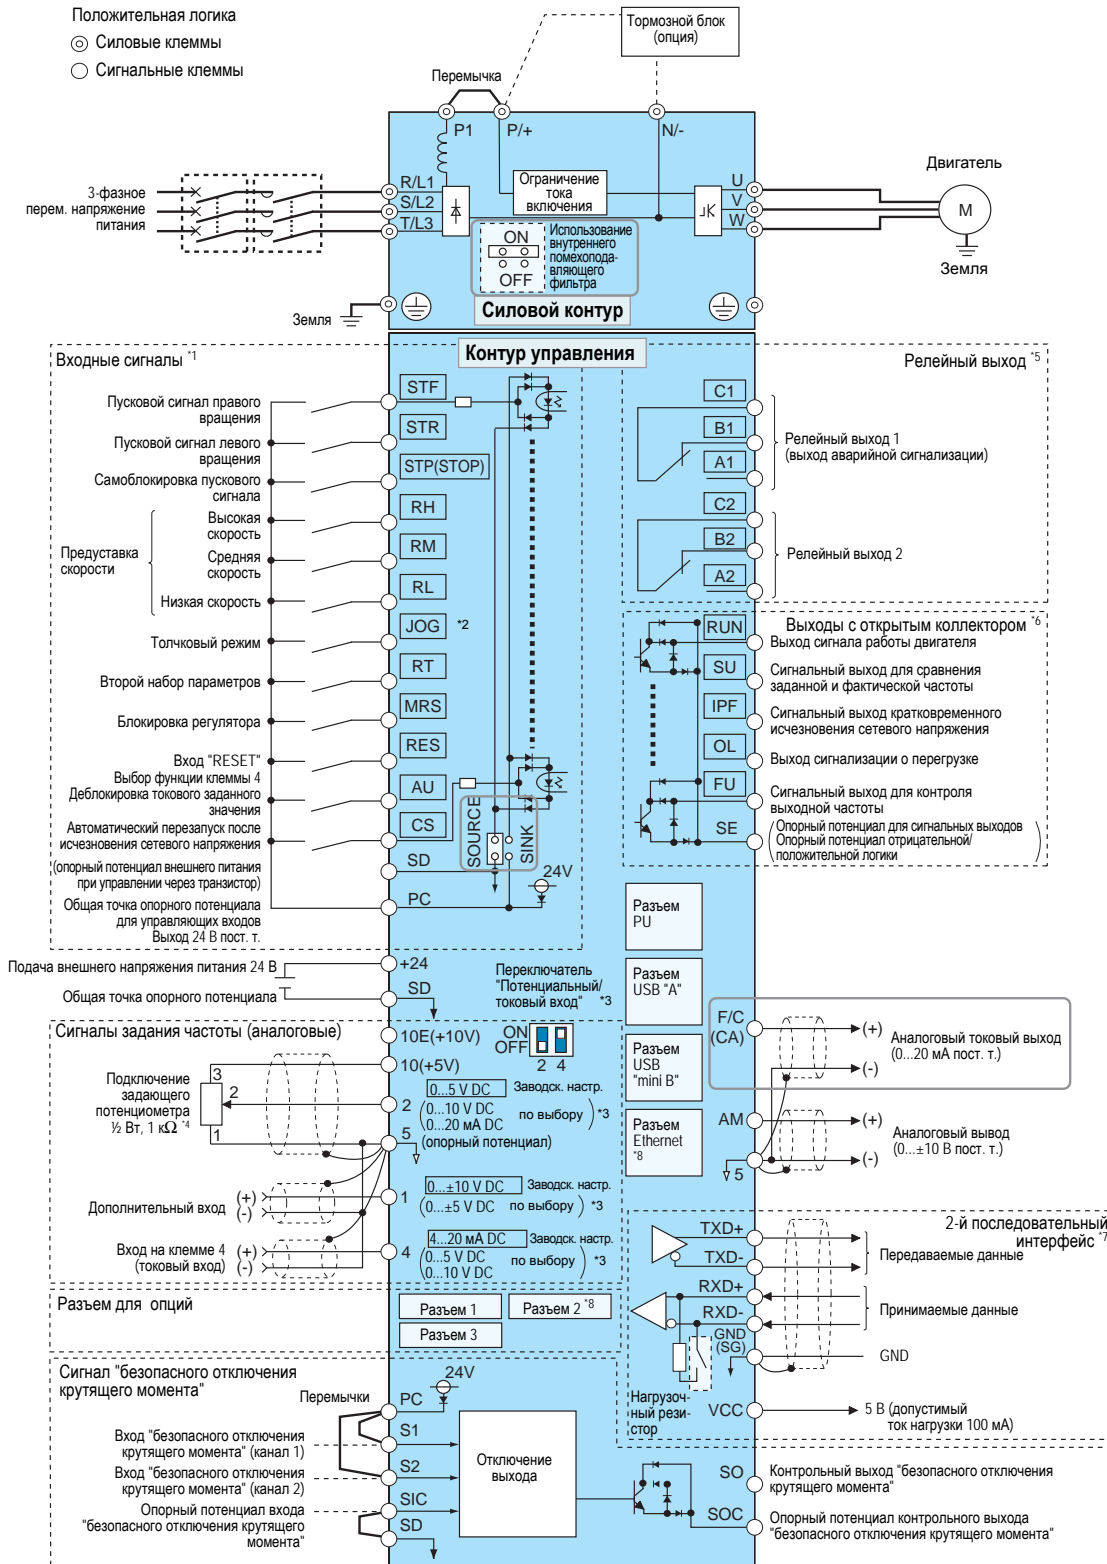 Положительная логика
Силовые клеммы
Сигнальные клеммы
Тормозной блок
(опция)
Перемычка
P1
P/+
N/-
3-фазное
перем. напряжение
питания
R/L1
S/L2
T/L3
Ограничение
тока
включения
U
V
W
Двигатель
M
Земля
ON
OFF
Использование
внутреннего
помехопода-
вляющего
фильтра
Земля
Силовой контур
Контур управления
Входные сигналы *1
Пусковой сигнал правого
вращения
STF
Пусковой сигнал левого
вращения
STR
Самоблокировка пускового
сигнала
STP(STOP)
Предуставка
скорости
Высокая
скорость
RH
Средняя
скорость
RM
Низкая скорость
RL
Толчковый режим
JOG *2
Второй набор параметров
RT
Блокировка регулятора
MRS
Вход "RESET"
RES
Выбор функции клеммы 4
Деблокировка токового заданного
значения
AU
Автоматический перезапуск после
исчезновения сетевого напряжения
CS
SOURCE
SINK
(опорный потенциал внешнего питания
при управлении через транзистор)
SD
24V
Общая точка опорного потенциала
для управляющих входов
Выход 24 В пост. т.
PC
Релейный выход *5
C1
B1
A1
Релейный выход 1
(выход аварийной сигнализации)
C2
B2
A2
Релейный выход 2
Выходы с открытым коллектором *6
RUN
Выход сигнала работы двигателя
SU
Сигнальный выход для сравнения
заданной и фактической частоты
IPF
Сигнальный выход кратковременного
исчезновения сетевого напряжения
OL
Выход сигнализации о перегрузке
FU
Сигнальный выход для контроля
выходной частоты
SE
(Опорный потенциал для сигнальных выходов
Опорный потенциал отрицательной/
положительной логики)
Разъем
PU
Разъем
USB "A"
Разъем
USB
"mini B"
Разъем
Ethernet
*8
Подача внешнего напряжения питания 24 В
+24
Общая точка опорного потенциала
SD
Переключатель
"Потенциальный/
токовый вход" *3
ON
OFF
2 4
Сигналы задания частоты (аналоговые)
10E(+10V)
10(+5V)
Подключение
задающего
потенциометра
½ Вт, 1 кΩ *4
3
2
1
2
0...5 V DC Заводск. настр.
(0...10 V DC
0...20 мА DC по выбору) *3
5
(опорный потенциал)
Дополнительный вход
(+)
(-)
1
0...±10 V DC Заводск. настр.
(0...±5 V DC по выбору) *3
Вход на клемме 4
(токовый вход)
(+)
(-)
4
4...20 мА DC Заводск. настр.
(0...5 V DC
0...10 V DC по выбору) *3
F/C
(CA)
(+)
(-)
Аналоговый токовый выход
(0...20 мА пост. т.)
AM
5
(+)
(-)
Аналоговый вывод
(0...±10 В пост. т.)
2-й последовательный
интерфейс *7
TXD+
TXD-
Передаваемые данные
RXD+
RXD-
Принимаемые данные
GND
(SG)
GND
Нагрузоч-
ный рези-
стор
VCC
5 В (допустимый
ток нагрузки 100 мА)
Разъем для опций
Разъем 1
Разъем 2 *8
Разъем 3
Сигнал "безопасного отключения
крутящего момента"
Перемычки
24V
PC
S1
Вход "безопасного отключения
крутящего момента" (канал 1)
S2
Вход "безопасного отключения
крутящего момента" (канал 2)
SIC
Опорный потенциал входа
"безопасного отключения крутящего
момента"
SD
Отключение
выхода
SO
Контрольный выход "безопасного отключения
крутящего момента"
SOC
Опорный потенциал контрольного выхода
"безопасного отключения крутящего момента"